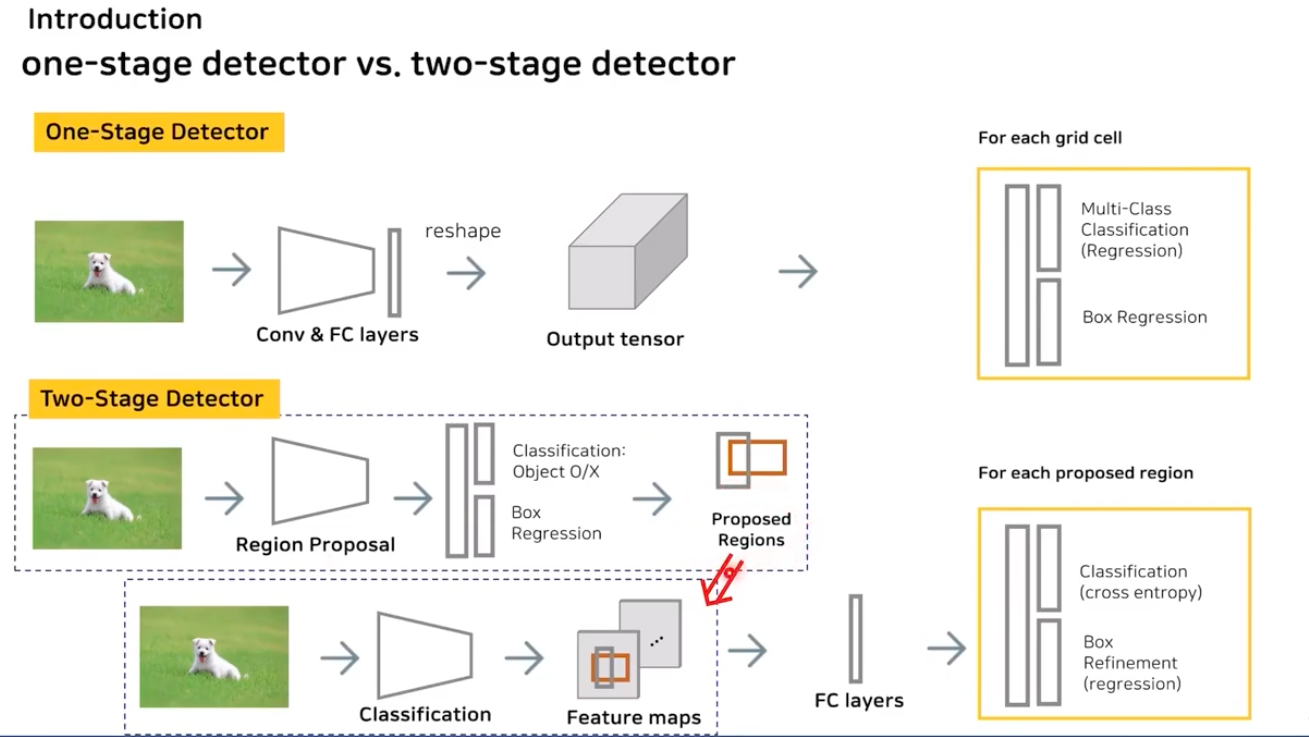 Introduction
one-stage detector vs. two-stage detector
One-Stage Detector
For each grid cell
reshape
Multi-Class
Classification
(Regression)
Box Regression
Conv & FC layers
Output tensor
Two-Stage Detector
Classification:
Object O/X
Box
Regression
Region Proposal
Proposed
Regions
For each proposed region
Classification
(cross entropy)
Box
Refinement
(regression)
Classification
Feature maps
FC layers